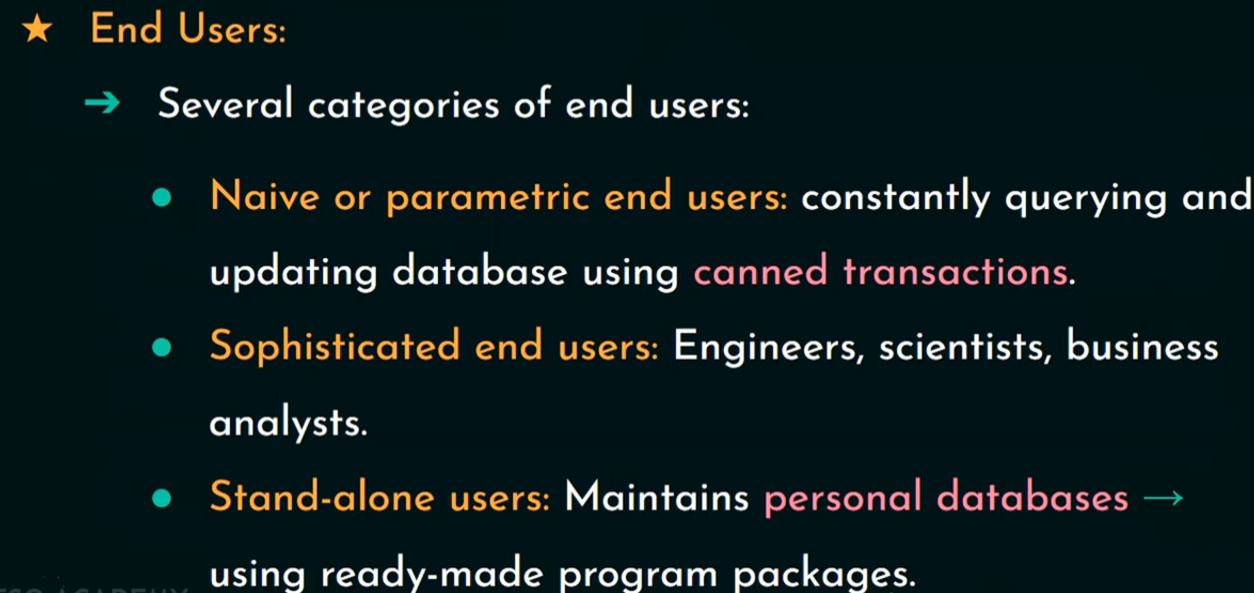 ★ End Users:
➔ Several categories of end users:
● Naive or parametric end users: constantly querying and
updating database using canned transactions.
● Sophisticated end users: Engineers, scientists, business
analysts.
● Stand-alone users: Maintains personal databases →
using ready-made program packages.
ACADEMY